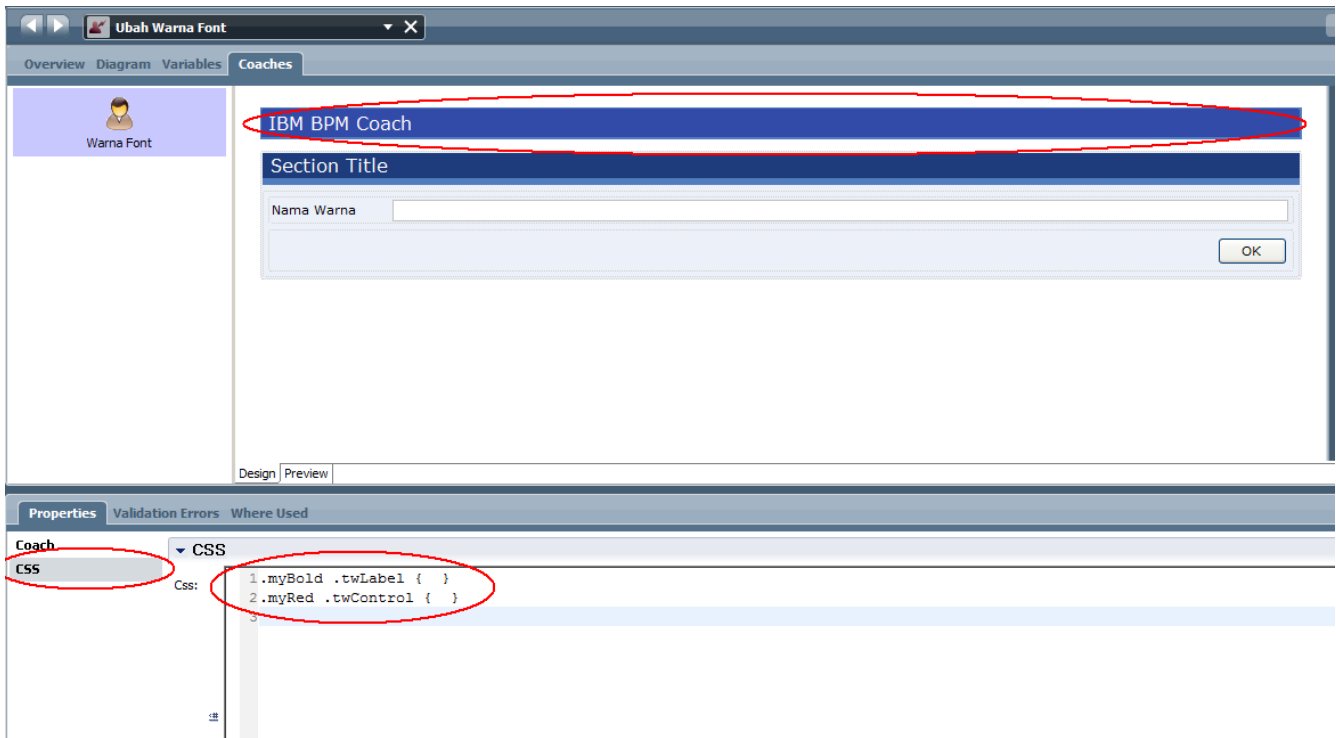 Ubah Warna Font
Overview Diagram Variables Coaches
Warna Font
IBM BPM Coach
Section Title
Nama Warna
OK
Design Preview
Properties Validation Errors Where Used
Coach
CSS
CSS
Css:
1 .myBold .twLabel {  }
2 .myRed .twControl {  }
3